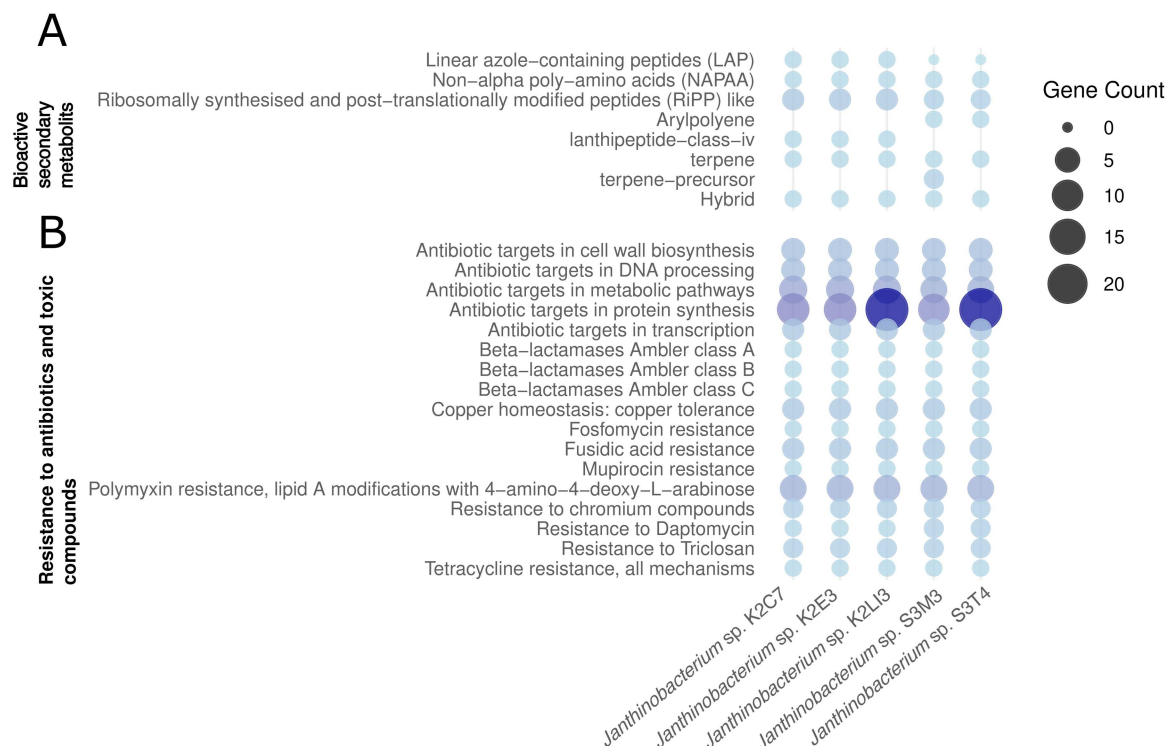 A
Bioactive
secondary
metabolits
Linear azole−containing peptides (LAP)
Non−alpha poly−amino acids (NAPAA)
Ribosomally synthesised and post−translationally modified peptides (RiPP) like
Arylpolyene
lanthipeptide−class−iv
terpene
terpene−precursor
Hybrid
B
Resistance to antibiotics and toxic
compounds
Antibiotic targets in cell wall biosynthesis
Antibiotic targets in DNA processing
Antibiotic targets in metabolic pathways
Antibiotic targets in protein synthesis
Antibiotic targets in transcription
Beta−lactamases Ambler class A
Beta−lactamases Ambler class B
Beta−lactamases Ambler class C
Copper homeostasis: copper tolerance
Fosfomycin resistance
Fusidic acid resistance
Mupirocin resistance
Polymyxin resistance, lipid A modifications with 4−amino−4−deoxy−L−arabinose
Resistance to chromium compounds
Resistance to Daptomycin
Resistance to Triclosan
Tetracycline resistance, all mechanisms
Janthinobacterium sp. K2C7
Janthinobacterium sp. K2E3
Janthinobacterium sp. K2LI3
Janthinobacterium sp. S3M3
Janthinobacterium sp. S3T4
Gene Count
0
5
10
15
20